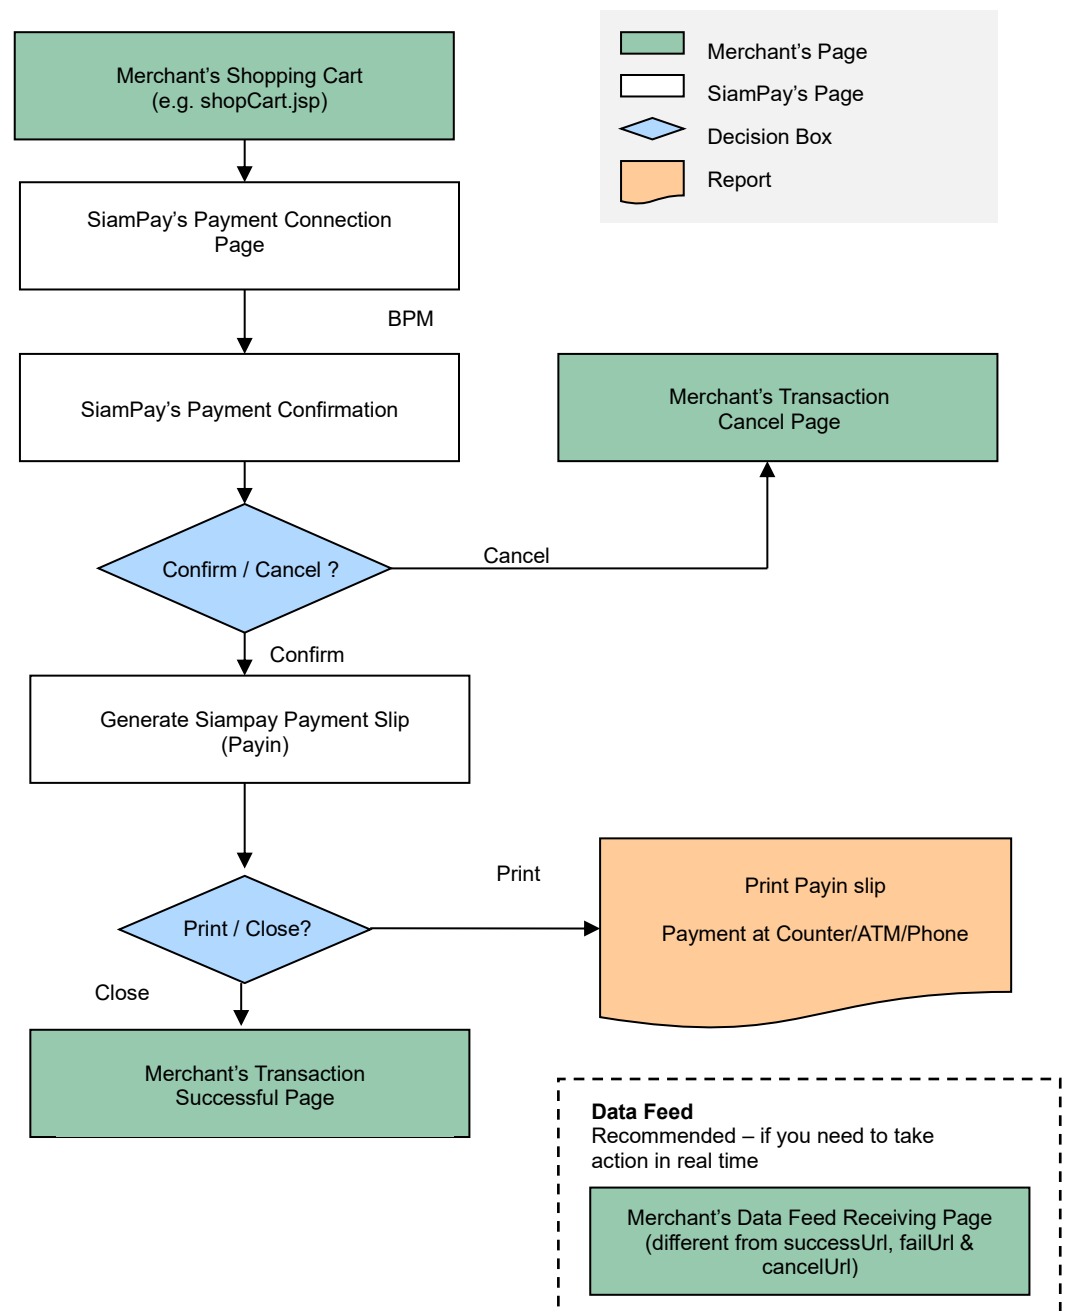 Merchant's Shopping Cart
(e.g. shopCart.jsp)
Merchant's Page
SiamPay's Page
Decision Box
Report
SiamPay's Payment Connection
Page
BPM
SiamPay's Payment Confirmation
Merchant's Transaction
Cancel Page
Confirm / Cancel ?
Cancel
Confirm
Generate Siampay Payment Slip
(Payin)
Print / Close?
Print
Print Payin slip
Payment at Counter/ATM/Phone
Close
Merchant's Transaction
Successful Page
Data Feed
Recommended – if you need to take
action in real time
Merchant's Data Feed Receiving Page
(different from successUrl, failUrl &
cancelUrl)